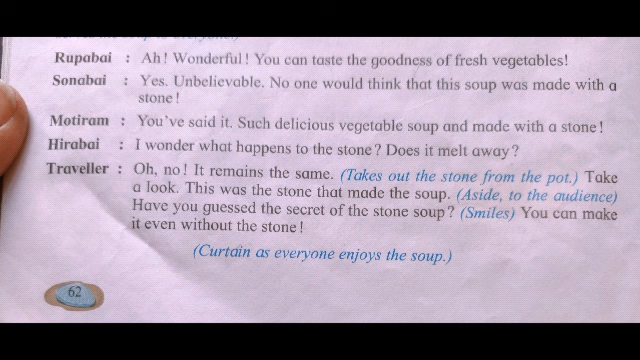 Rupabai : Ah! Wonderful! You can taste the goodness of fresh vegetables!
Sonabai : Yes. Unbelievable. No one would think that this soup was made with a
stone!
Motiram : You've said it. Such delicious vegetable soup and made with a stone!
Hirabai : I wonder what happens to the stone? Does it melt away?
Traveller : Oh, no! It remains the same. (Takes out the stone from the pot.) Take
a look. This was the stone that made the soup. (Aside, to the audience)
Have you guessed the secret of the stone soup? (Smiles) You can make
it even without the stone!
(Curtain as everyone enjoys the soup.)
62